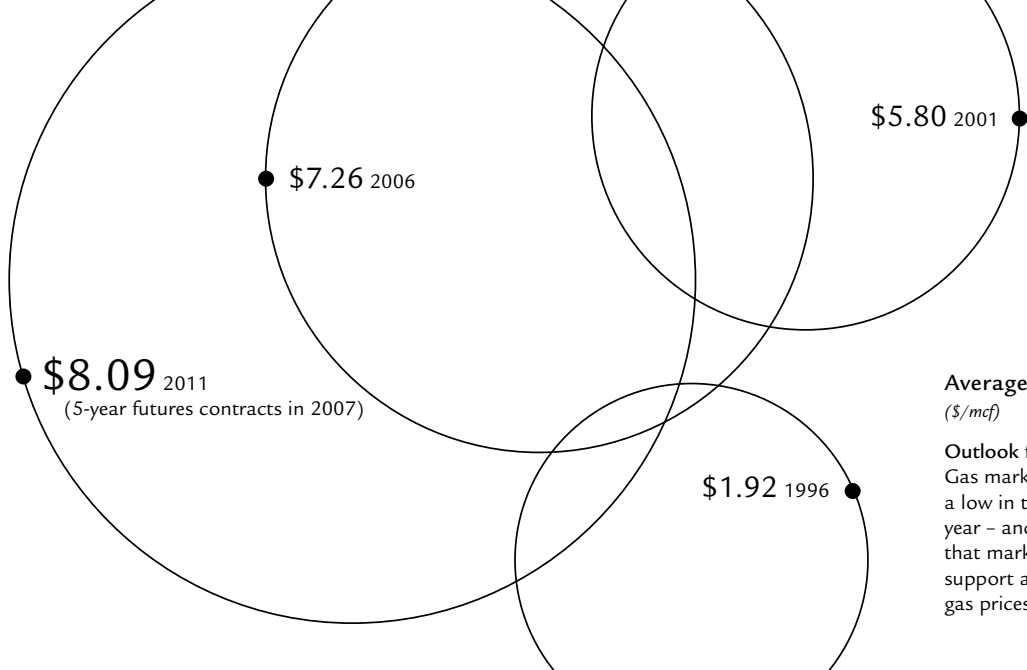 $5.80 2001
$7.26 2006
$8.09 2011
(5-year futures contracts in 2007)
$1.92 1996
Average
($/mcf)
Outlook
Gas mark
a low in t
year – and
that mark
support a
gas prices